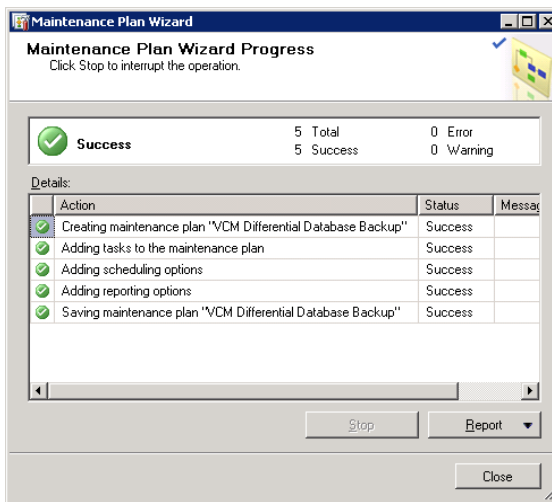 Maintenance Plan Wizard
Maintenance Plan Wizard Progress
Click Stop to interrupt the operation.
Success
5 Total 0 Error
5 Success 0 Warning
Details:
Action Status Messag
Creating maintenance plan "VCM Differential Database Backup" Success
Adding tasks to the maintenance plan Success
Adding scheduling options Success
Adding reporting options Success
Saving maintenance plan "VCM Differential Database Backup" Success
Stop Report
Close